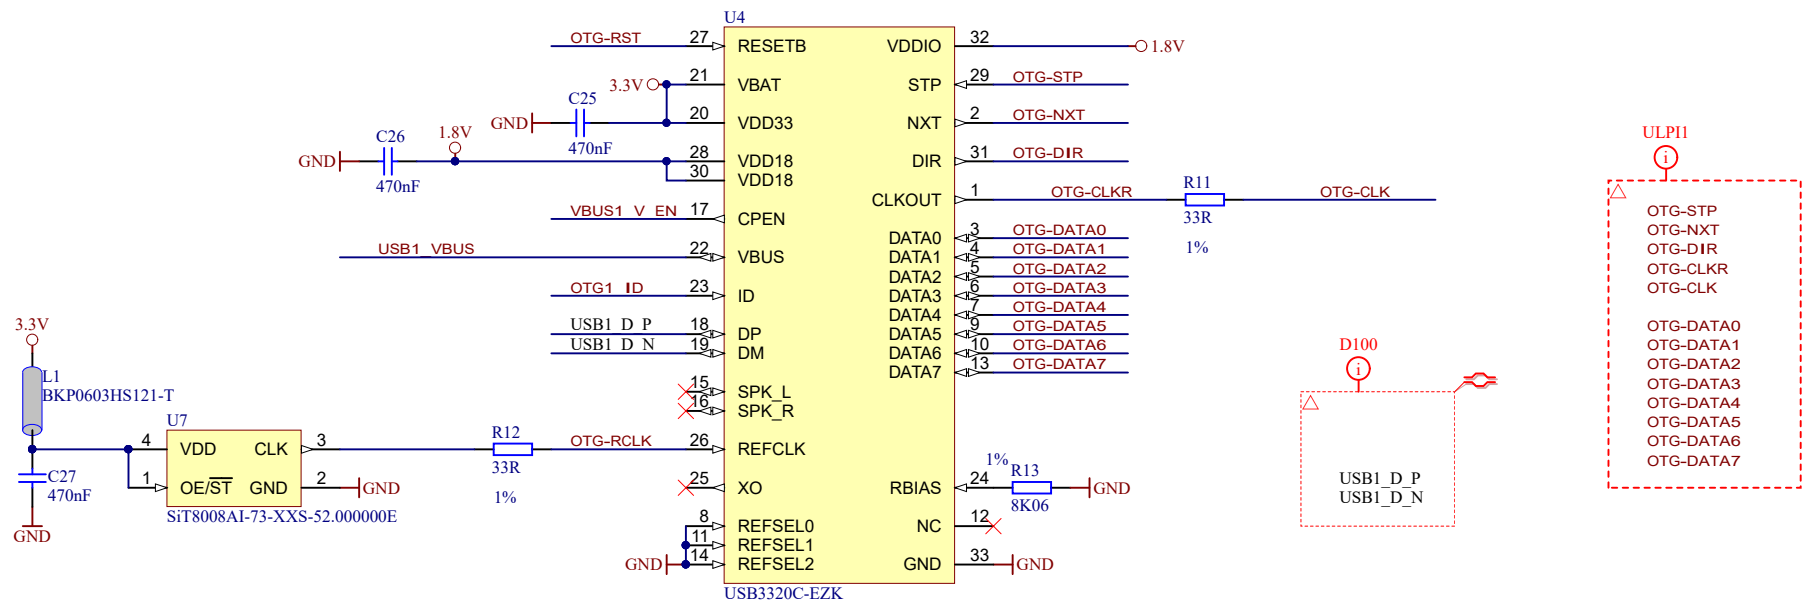 U4
OTG-RST 27 RESETB VDDIO 32 1.8V
3.3V 21 VBAT STP 29 OTG-STP
C25
GND 470nF 20 VDD33 NXT 2 OTG-NXT
C26 1.8V
GND 470nF 28 VDD18 DIR 31 OTG-DIR
30 VDD18
CLKOUT 1 OTG-CLKR R11 OTG-CLK
33R
1%
VBUS1_V_EN 17 CPEN
DATA0 3 OTG-DATA0
USB1_VBUS 22 VBUS DATA1 4 OTG-DATA1
DATA2 5 OTG-DATA2
OTG1_ID 23 ID DATA3 6 OTG-DATA3
DATA4 7 OTG-DATA4
USB1_D_P 18 DP DATA5 9 OTG-DATA5
USB1_D_N 19 DM DATA6 10 OTG-DATA6
DATA7 13 OTG-DATA7
15 SPK_L
16 SPK_R
3.3V
L1
BKP0603HS121-T
U7
4 VDD CLK 3 R12 OTG-RCLK 26 REFCLK
33R
1%
C27
470nF
GND
1 OE/ST GND 2 GND
SiT8008AI-73-XXS-52.000000E
25 XO RBIAS 24 1% R13 GND
8K06
8 REFSEL0 NC 12
11 REFSEL1
GND 14 REFSEL2 GND 33 GND
USB3320C-EZK
D100
i
USB1_D_P
USB1_D_N
ULPI1
i
OTG-STP
OTG-NXT
OTG-DIR
OTG-CLKR
OTG-CLK
OTG-DATA0
OTG-DATA1
OTG-DATA2
OTG-DATA3
OTG-DATA4
OTG-DATA5
OTG-DATA6
OTG-DATA7